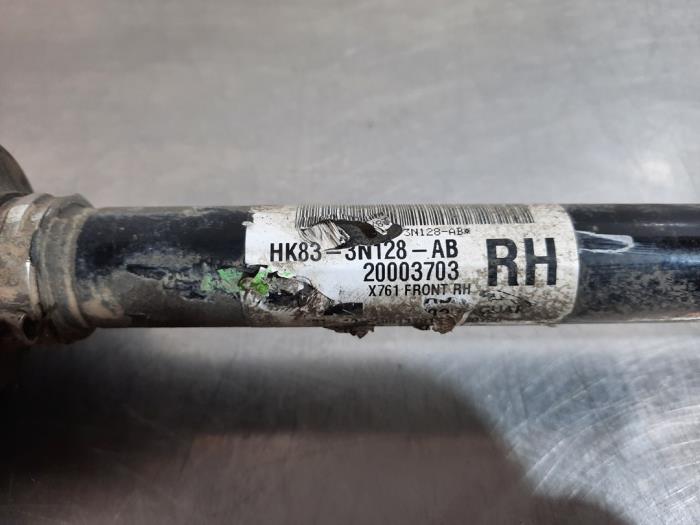 3N128-AB*
HK83-3N128-AB
20003703
X761 FRONT RH
RH